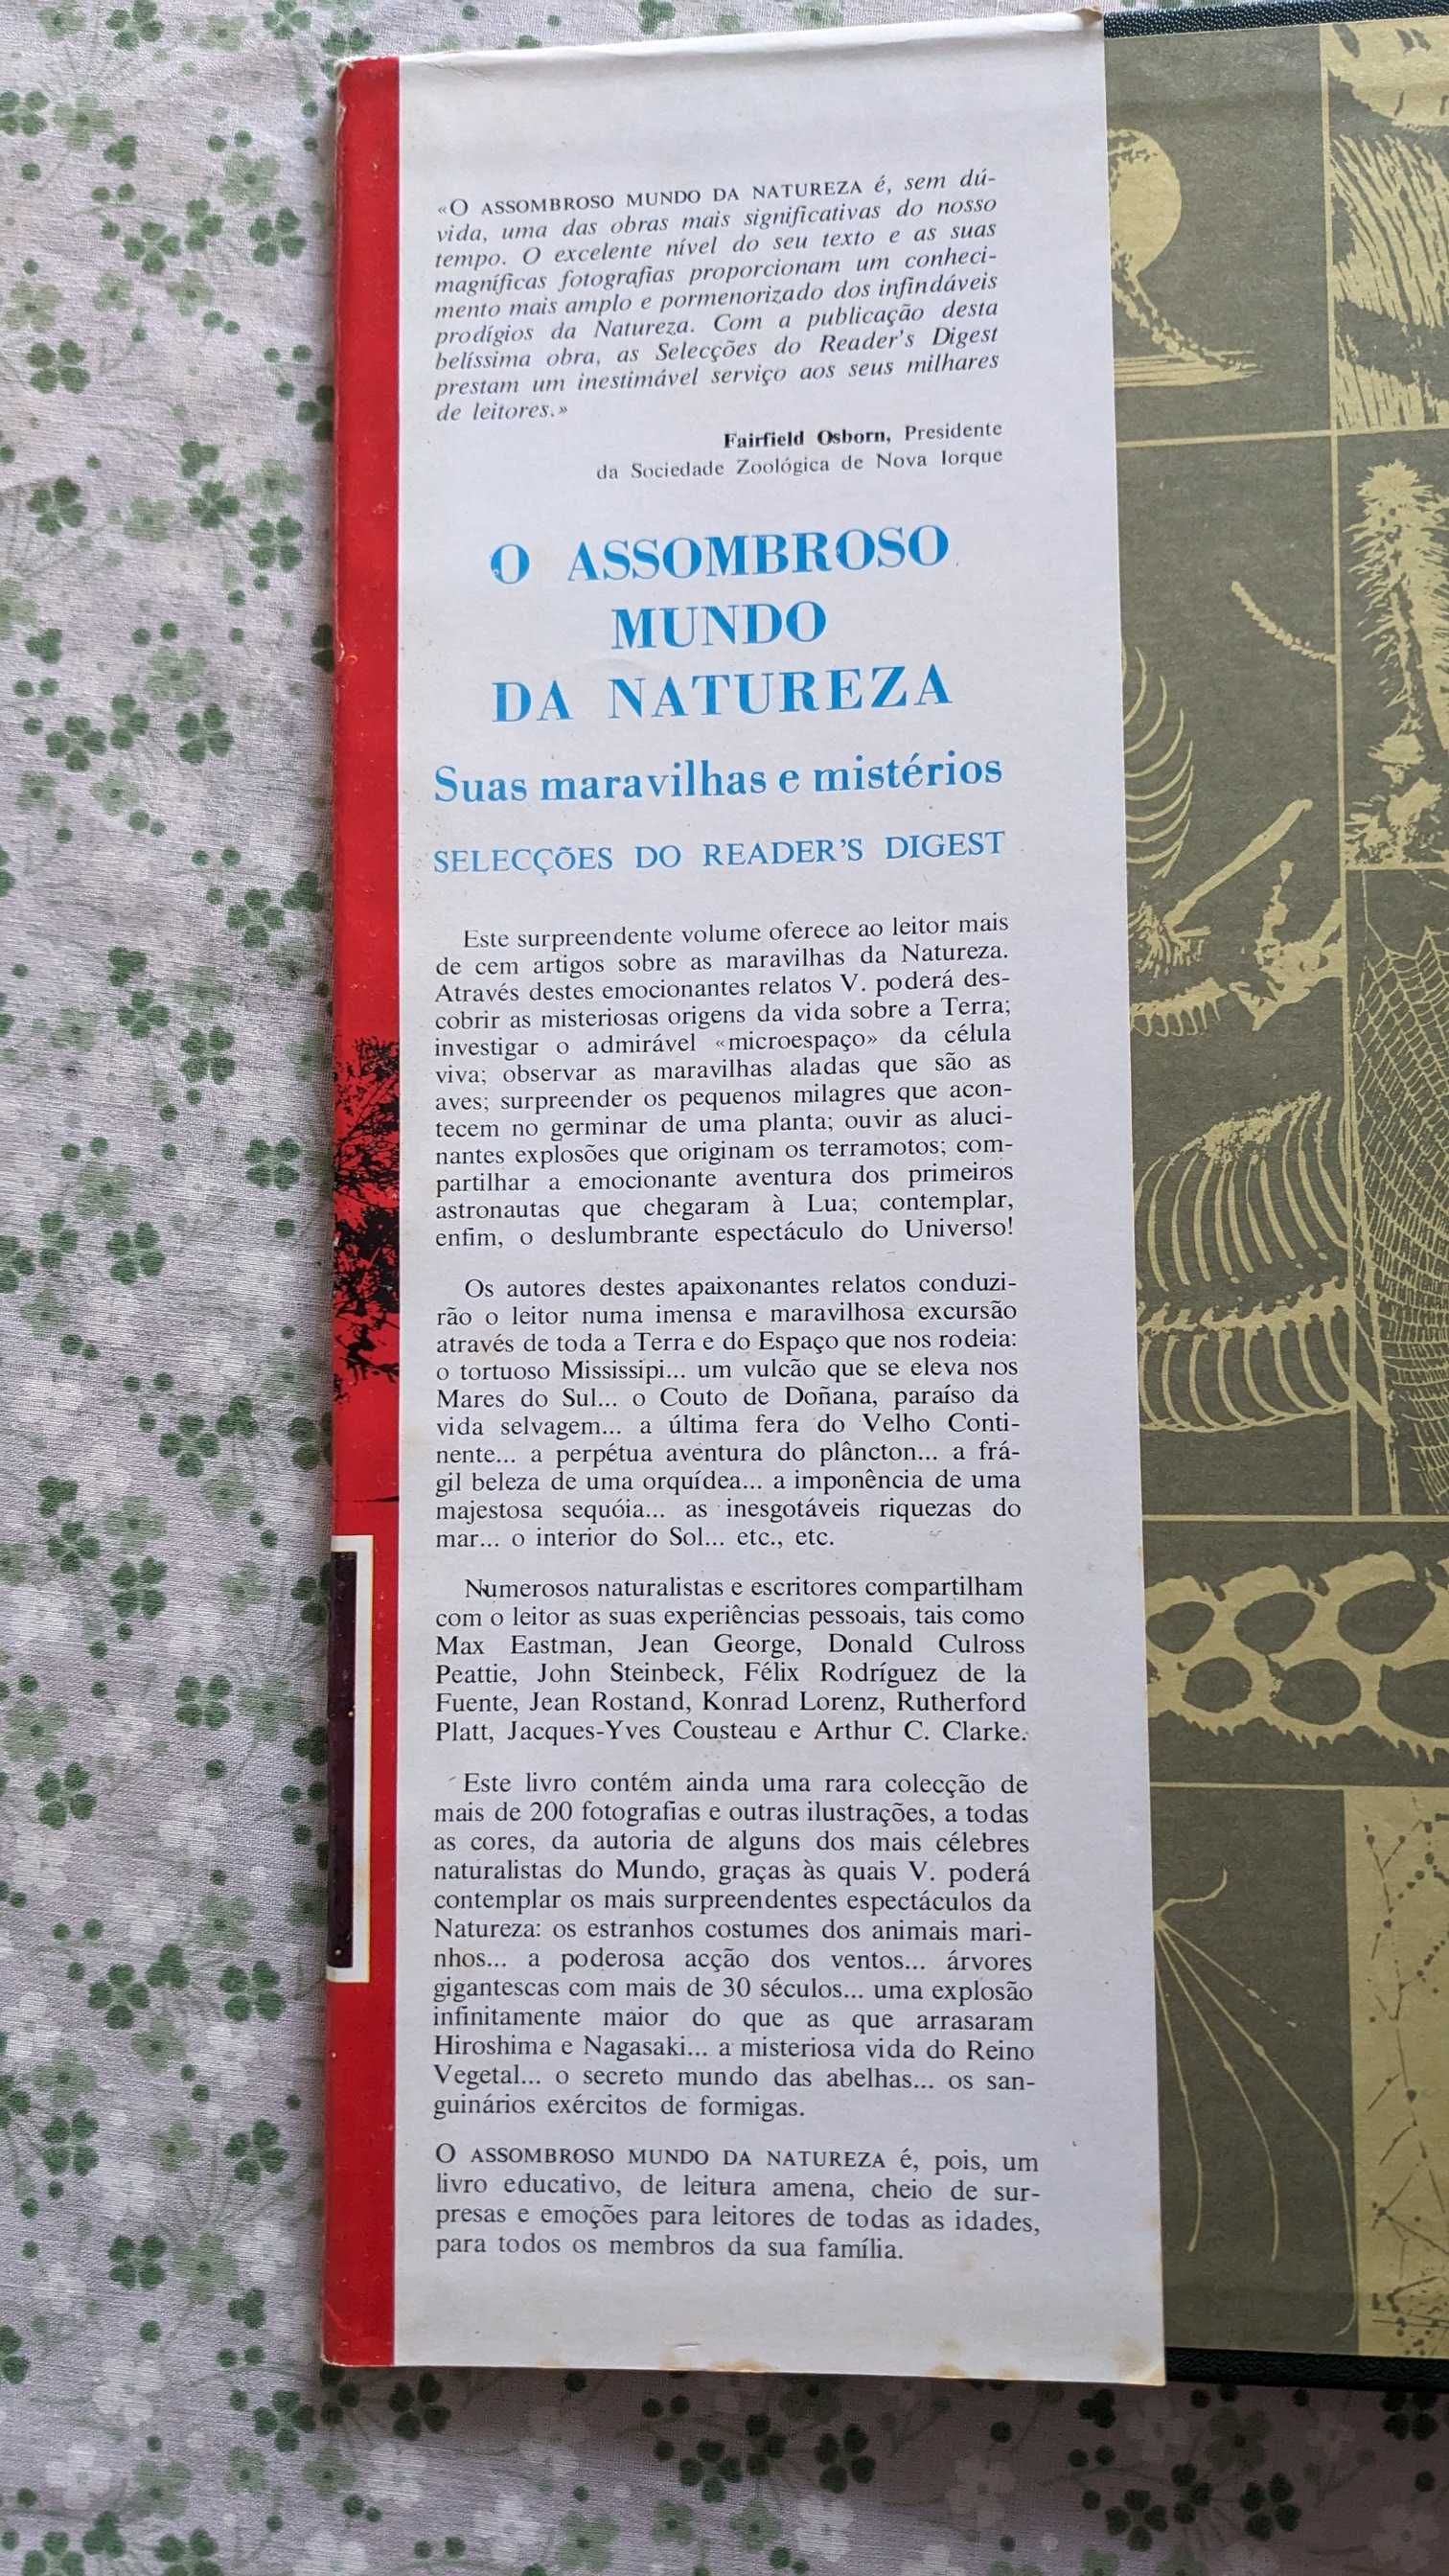 «O ASSOMBROSO MUNDO DA NATUREZA é, sem dú-
vida, uma das obras mais significativas do nosso
tempo. O excelente nível do seu texto e as suas
magníficas fotografias proporcionam um conheci-
mento mais amplo e pormenorizado dos infindáveis
prodígios da Natureza. Com a publicação desta
belíssima obra, as Selecções do Reader's Digest
prestam um inestimável serviço aos seus milhares
de leitores.»
Fairfield Osborn, Presidente
da Sociedade Zoológica de Nova Iorque
O ASSOMBROSO
MUNDO
DA NATUREZA
Suas maravilhas e mistérios
SELECÇÕES DO READER'S DIGEST
Este surpreendente volume oferece ao leitor mais
de cem artigos sobre as maravilhas da Natureza.
Através destes emocionantes relatos V. poderá des-
cobrir as misteriosas origens da vida sobre a Terra;
investigar o admirável «microespaço» da célula
viva; observar as maravilhas aladas que são as
aves; surpreender os pequenos milagres que acon-
tecem no germinar de uma planta; ouvir as aluci-
nantes explosões que originam os terramotos; com-
partilhar a emocionante aventura dos primeiros
astronautas que chegaram à Lua; contemplar,
enfim, o deslumbrante espectáculo do Universo!
Os autores destes apaixonantes relatos conduzi-
rão o leitor numa imensa e maravilhosa excursão
através de toda a Terra e do Espaço que nos rodeia:
o tortuoso Mississipi... um vulcão que se eleva nos
Mares do Sul... o Couto de Doñana, paraíso da
vida selvagem... a última fera do Velho Conti-
nente... a perpétua aventura do plâncton... a frá-
gil beleza de uma orquídea... a imponência de uma
majestosa sequóia... as inesgotáveis riquezas do
mar... o interior do Sol... etc., etc.
Numerosos naturalistas e escritores compartilham
com o leitor as suas experiências pessoais, tais como
Max Eastman, Jean George, Donald Culross
Peattie, John Steinbeck, Félix Rodríguez de la
Fuente, Jean Rostand, Konrad Lorenz, Rutherford
Platt, Jacques-Yves Cousteau e Arthur C. Clarke.
Este livro contém ainda uma rara colecção de
mais de 200 fotografias e outras ilustrações, a todas
as cores, da autoria de alguns dos mais célebres
naturalistas do Mundo, graças às quais V. poderá
contemplar os mais surpreendentes espectáculos da
Natureza: os estranhos costumes dos animais mari-
nhos... a poderosa acção dos ventos... árvores
gigantescas com mais de 30 séculos... uma explosão
infinitamente maior do que as que arrasaram
Hiroshima e Nagasaki... a misteriosa vida do Reino
Vegetal... o secreto mundo das abelhas... os san-
guinários exércitos de formigas.
O ASSOMBROSO MUNDO DA NATUREZA é, pois, um
livro educativo, de leitura amena, cheio de sur-
presas e emoções para leitores de todas as idades,
para todos os membros da sua família.